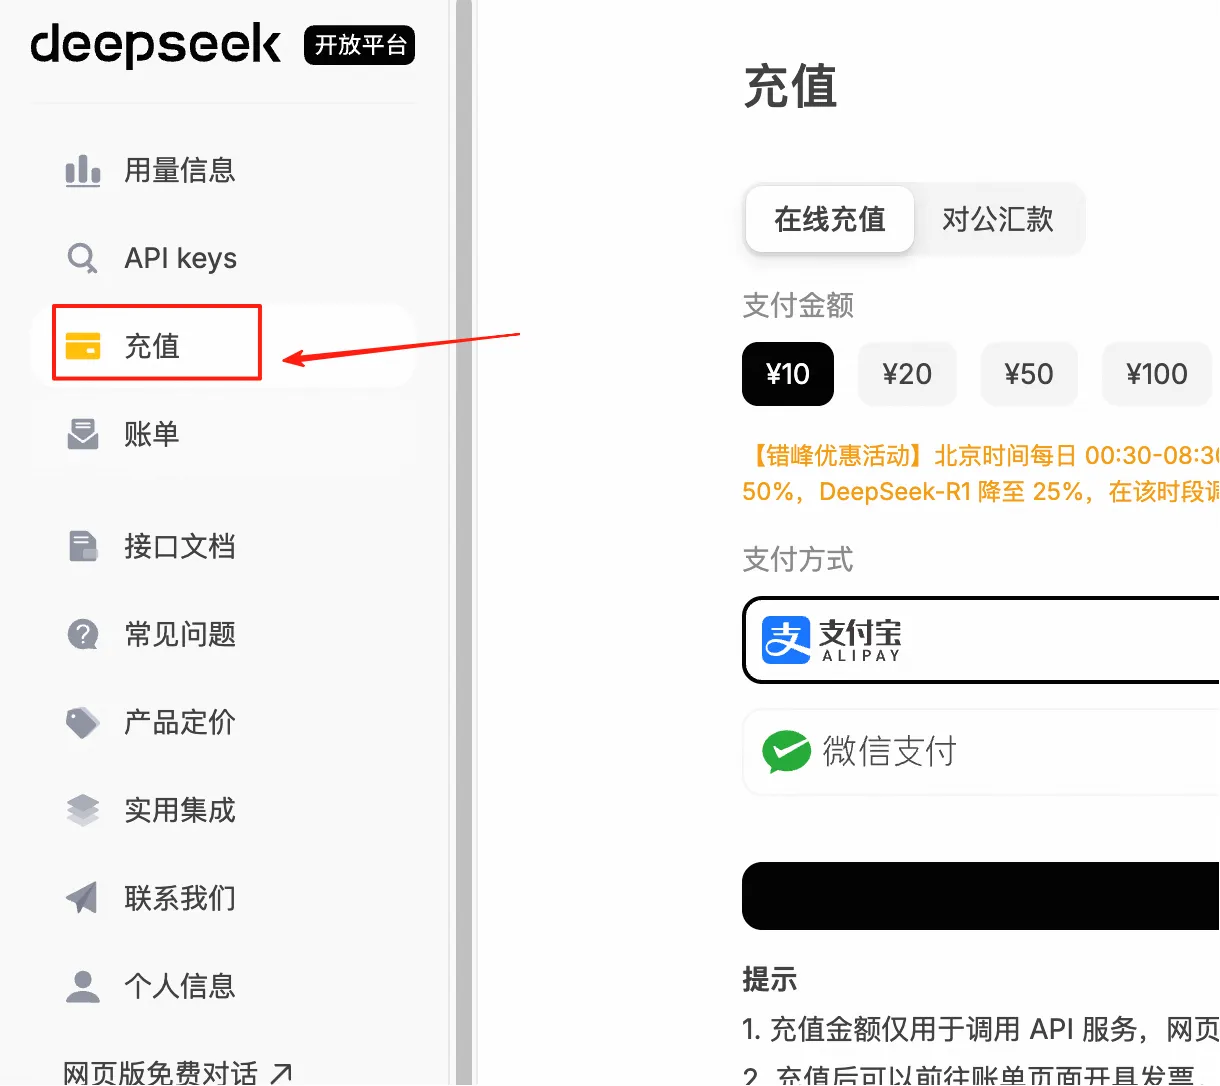 deepseek 开放平台
用量信息
API keys
充值
账单
接口文档
常见问题
产品定价
实用集成
联系我们
个人信息
网页版免费对话
充值
在线充值 对公汇款
支付金额
¥10 ¥20 ¥50 ¥100
【错峰优惠活动】北京时间每日 00:30-08:30
50%，DeepSeek-R1 降至 25%，在该时段调
支付方式
支付宝
ALIPAY
微信支付
提示
1. 充值金额仅用于调用 API 服务，网页
2. 充值后可以前往账单页面开具发票